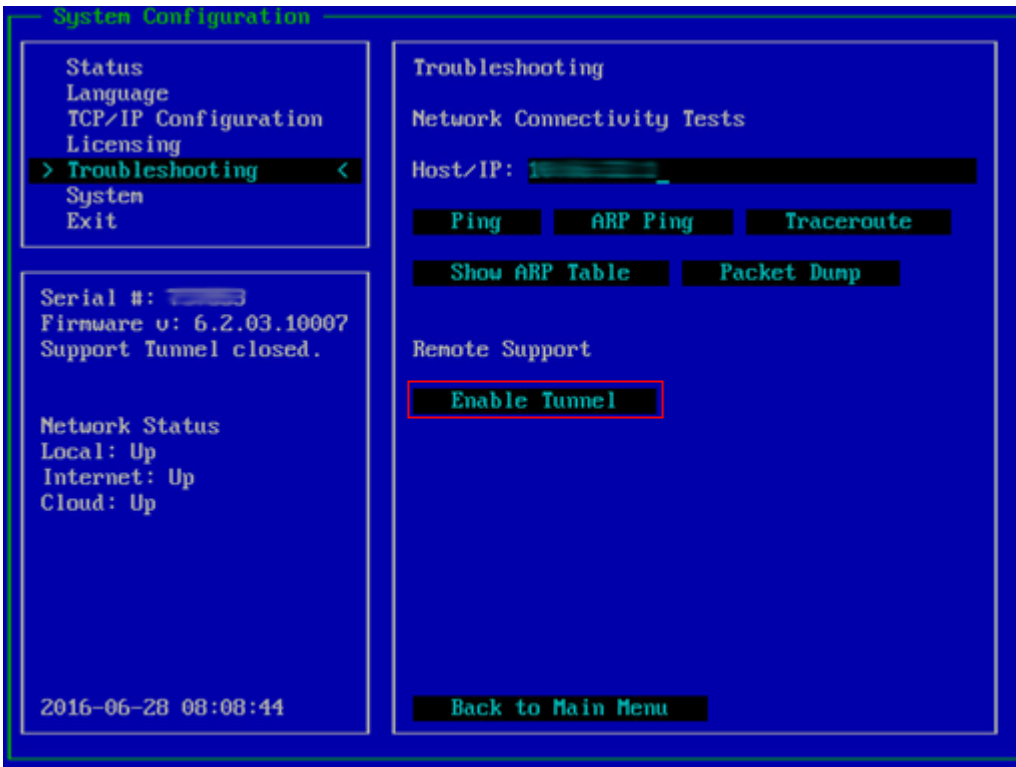 System Configuration
Status
Language
TCP/IP Configuration
Licensing
> Troubleshooting <
System
Exit
Serial #:
Firmware v: 6.2.03.10007
Support Tunnel closed.
Network Status
Local: Up
Internet: Up
Cloud: Up
2016-06-28 08:08:44
Troubleshooting
Network Connectivity Tests
Host/IP:
Ping ARP Ping Traceroute
Show ARP Table Packet Dump
Remote Support
Enable Tunnel
Back to Main Menu